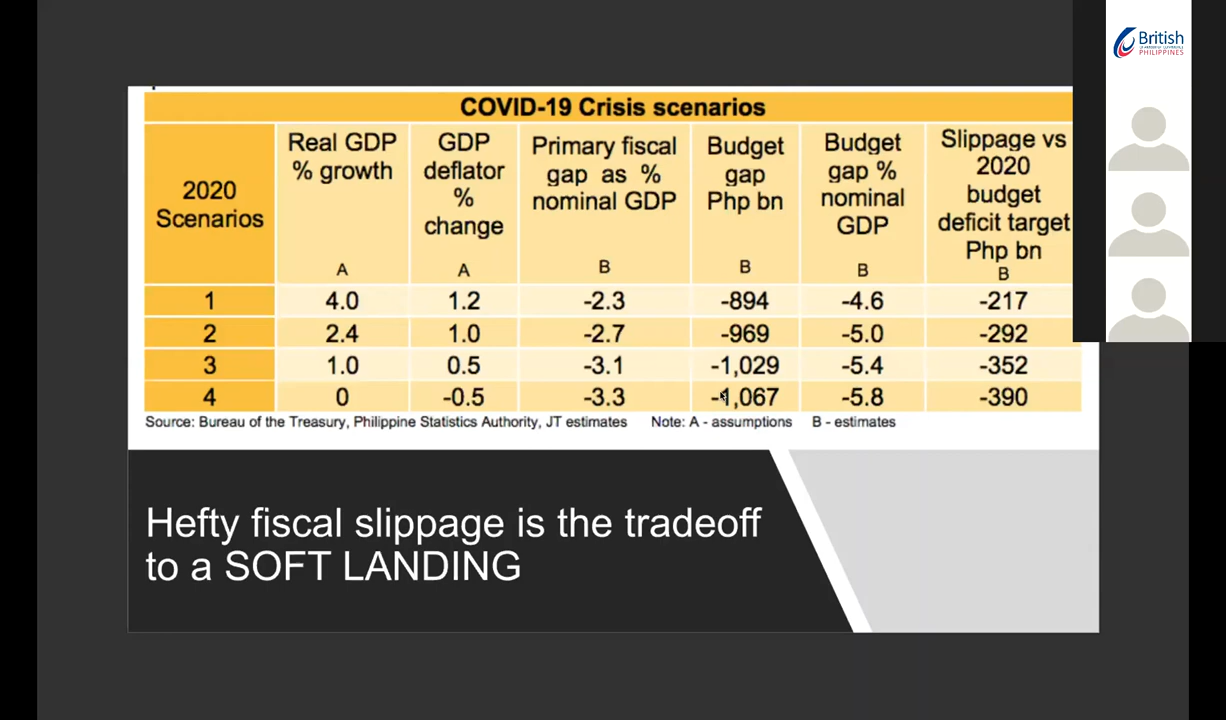 British
PHILIPPINES
COVID-19 Crisis scenarios
2020 Scenarios Real GDP % growth A GDP deflator % change A Primary fiscal gap as % nominal GDP B Budget gap Php bn B Budget gap % nominal GDP B Slippage vs 2020 budget deficit target Php bn B
1 4.0 1.2 -2.3 -894 -4.6 -217
2 2.4 1.0 -2.7 -969 -5.0 -292
3 1.0 0.5 -3.1 -1,029 -5.4 -352
4 0 -0.5 -3.3 -1,067 -5.8 -390
Source: Bureau of the Treasury, Philippine Statistics Authority, JT estimates Note: A - assumptions B - estimates
Hefty fiscal slippage is the tradeoff
to a SOFT LANDING